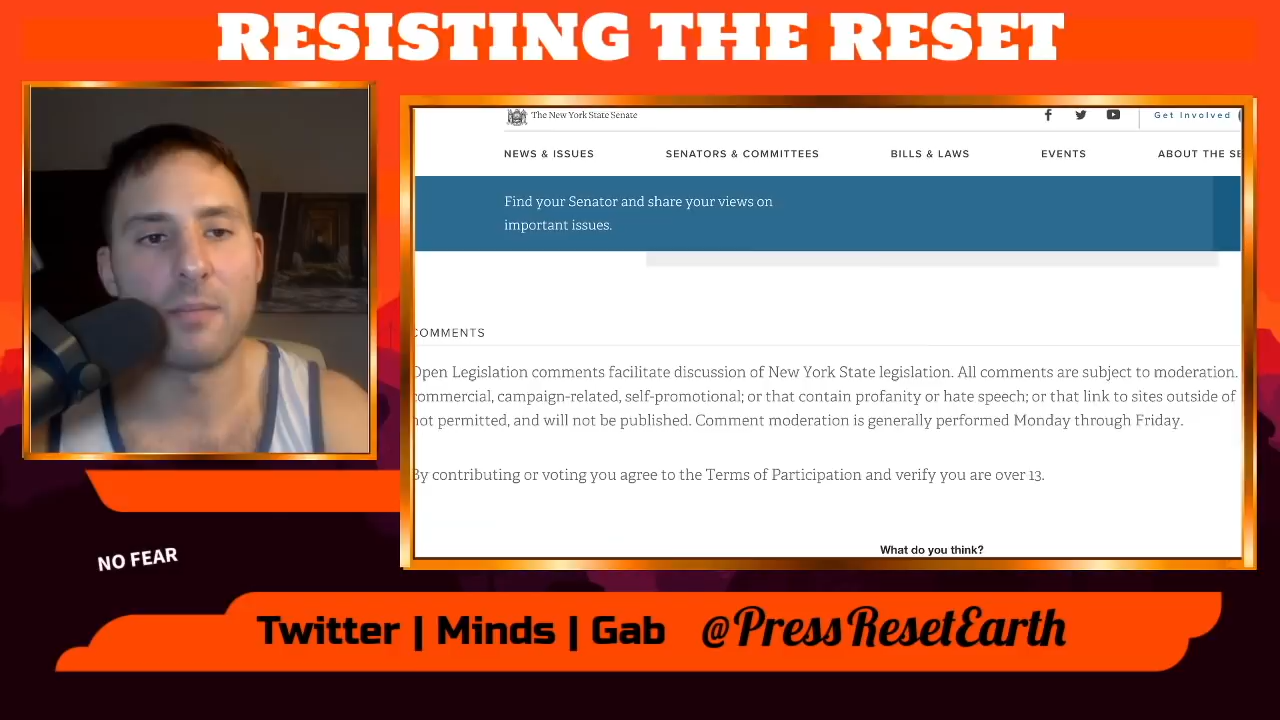 RESISTING THE RESET
The New York State Senate
Get Involved
NEWS & ISSUES
SENATORS & COMMITTEES
BILLS & LAWS
EVENTS
ABOUT THE SE
Find your Senator and share your views on
important issues.
COMMENTS
Open Legislation comments facilitate discussion of New York State legislation. All comments are subject to moderation.
commercial, campaign-related, self-promotional; or that contain profanity or hate speech; or that link to sites outside of
not permitted, and will not be published. Comment moderation is generally performed Monday through Friday.
By contributing or voting you agree to the Terms of Participation and verify you are over 13.
What do you think?
NO FEAR
Twitter | Minds | Gab @PressResetEarth